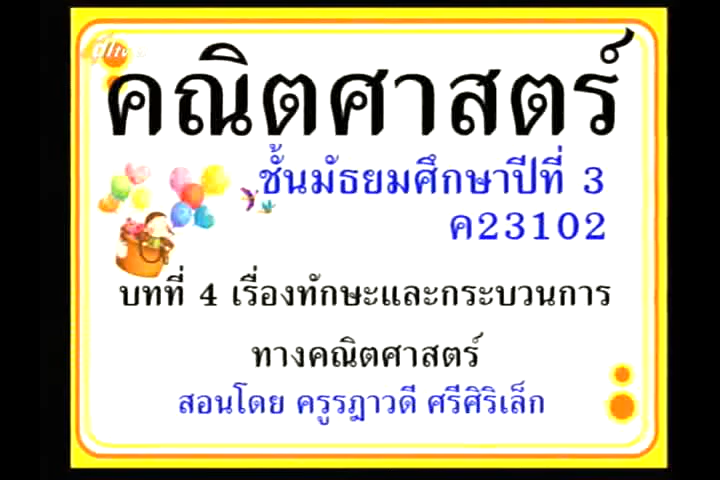 คณิตศาสตร์
ชั้นมัธยมศึกษาปีที่ 3
ค23102
บทที่ 4 เรื่องทักษะและกระบวนการ
ทางคณิตศาสตร์
สอนโดย ครูรฎาวดี ศรีศิริเล็ก